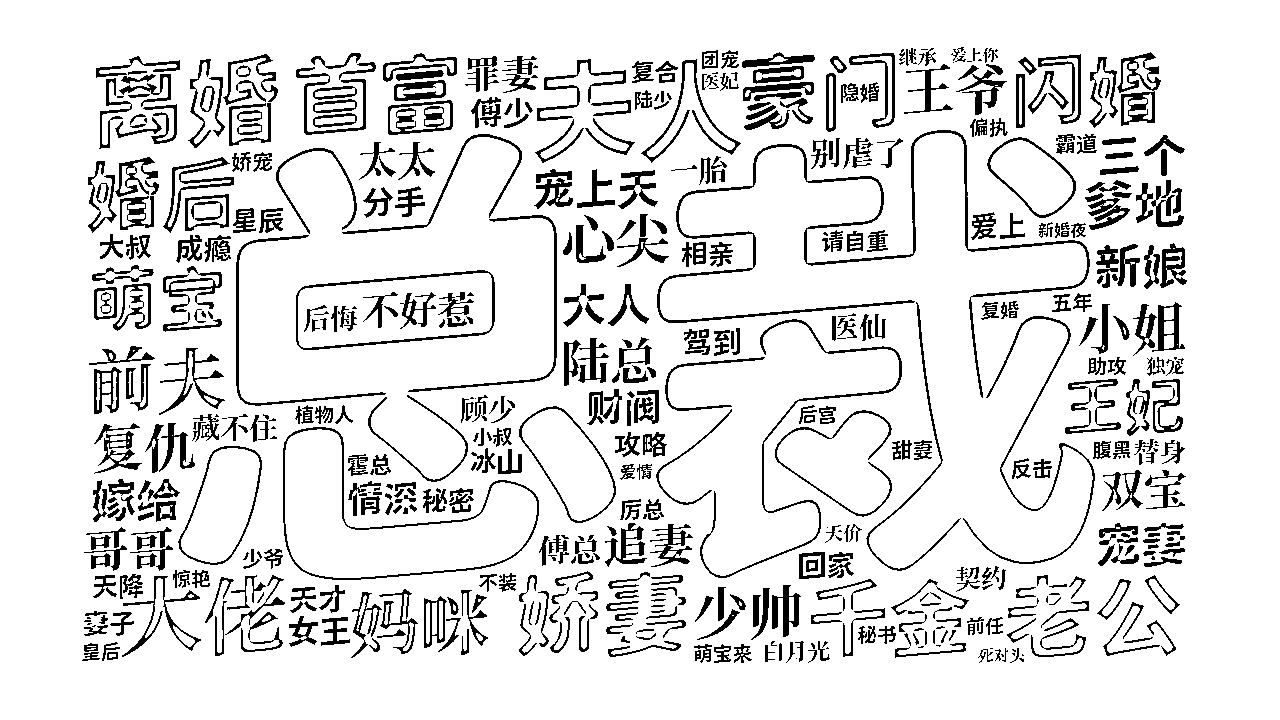 离婚
首富
罪妻
傅少
夫人
复合
陆少
团宠
医妃
豪门
隐婚
继承
爱上你
王爷
偏执
闪婚
婚后
娇宠
星辰
太太
分手
宠上天
一胎
别虐了
霸道
三个
爹地
大叔
成瘾
心尖
相亲
请自重
爱上
新婚夜
新娘
萌宝
总裁
后悔
不好惹
大人
复婚
五年
小姐
前夫
陆总
驾到
医仙
助攻
独宠
王妃
植物人
顾少
财阀
后宫
复仇
藏不住
小叔
冰山
攻略
爱情
甜妻
腹黑
替身
霍总
反击
嫁给
情深
秘密
厉总
双宝
哥哥
少爷
傅总
追妻
天价
回家
宠妻
天降
惊艳
大佬
天才
女王
妈咪
不装
娇妻
少帅
千金
秘书
契约
前任
老公
妻子
皇后
萌宝来
白月光
死对头